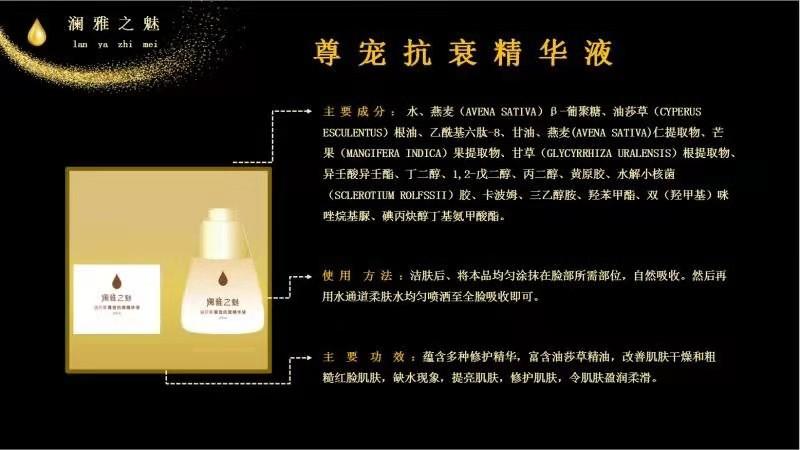 澜雅之魅
lan ya zhi mei
尊宠抗衰精华液
主要成分：水、燕麦（AVENA SATIVA）β-葡聚糖、油莎草（CYPERUS
ESCULENTUS）根油、乙酰基六肽-8、甘油、燕麦(AVENA SATIVA)仁提取物、芒
果（MANGIFERA INDICA）果提取物、甘草（GLYCYRRHIZA URALENSIS）根提取物、
异壬酸异壬酯、丁二醇、1,2-戊二醇、丙二醇、黄原胶、水解小核菌
（SCLEROTIUM ROLFSSII）胶、卡波姆、三乙醇胺、羟苯甲酯、双（羟甲基）咪
唑烷基脲、碘丙炔醇丁基氨甲酸酯。
澜雅之魅
澜雅之魅
使用方法：洁肤后、将本品均匀涂抹在脸部所需部位，自然吸收。然后再
用水通道柔肤水均匀喷洒至全脸吸收即可。
主要功效：蕴含多种修护精华，富含油莎草精油，改善肌肤干燥和粗
糙红脸肌肤，缺水现象，提亮肌肤，修护肌肤，令肌肤盈润柔滑。